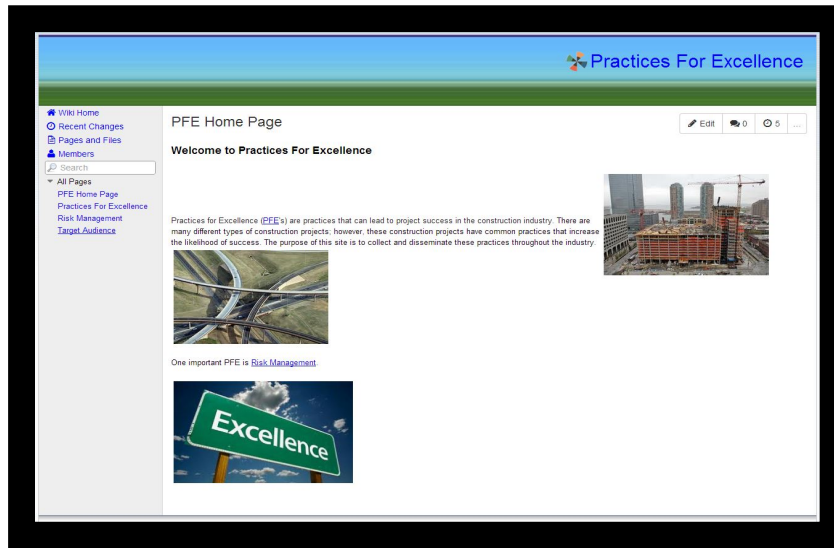 Practices For Excellence
Wiki Home
Recent Changes
Pages and Files
Members
Search
All Pages
PFE Home Page
Practices For Excellence
Risk Management
Target Audience
PFE Home Page
Edit
0
5
...
Welcome to Practices For Excellence
Practices for Excellence (PFE's) are practices that can lead to project success in the construction industry. There are
many different types of construction projects; however, these construction projects have common practices that increase
the likelihood of success. The purpose of this site is to collect and disseminate these practices throughout the industry.
One important PFE is Risk Management.
Excellence